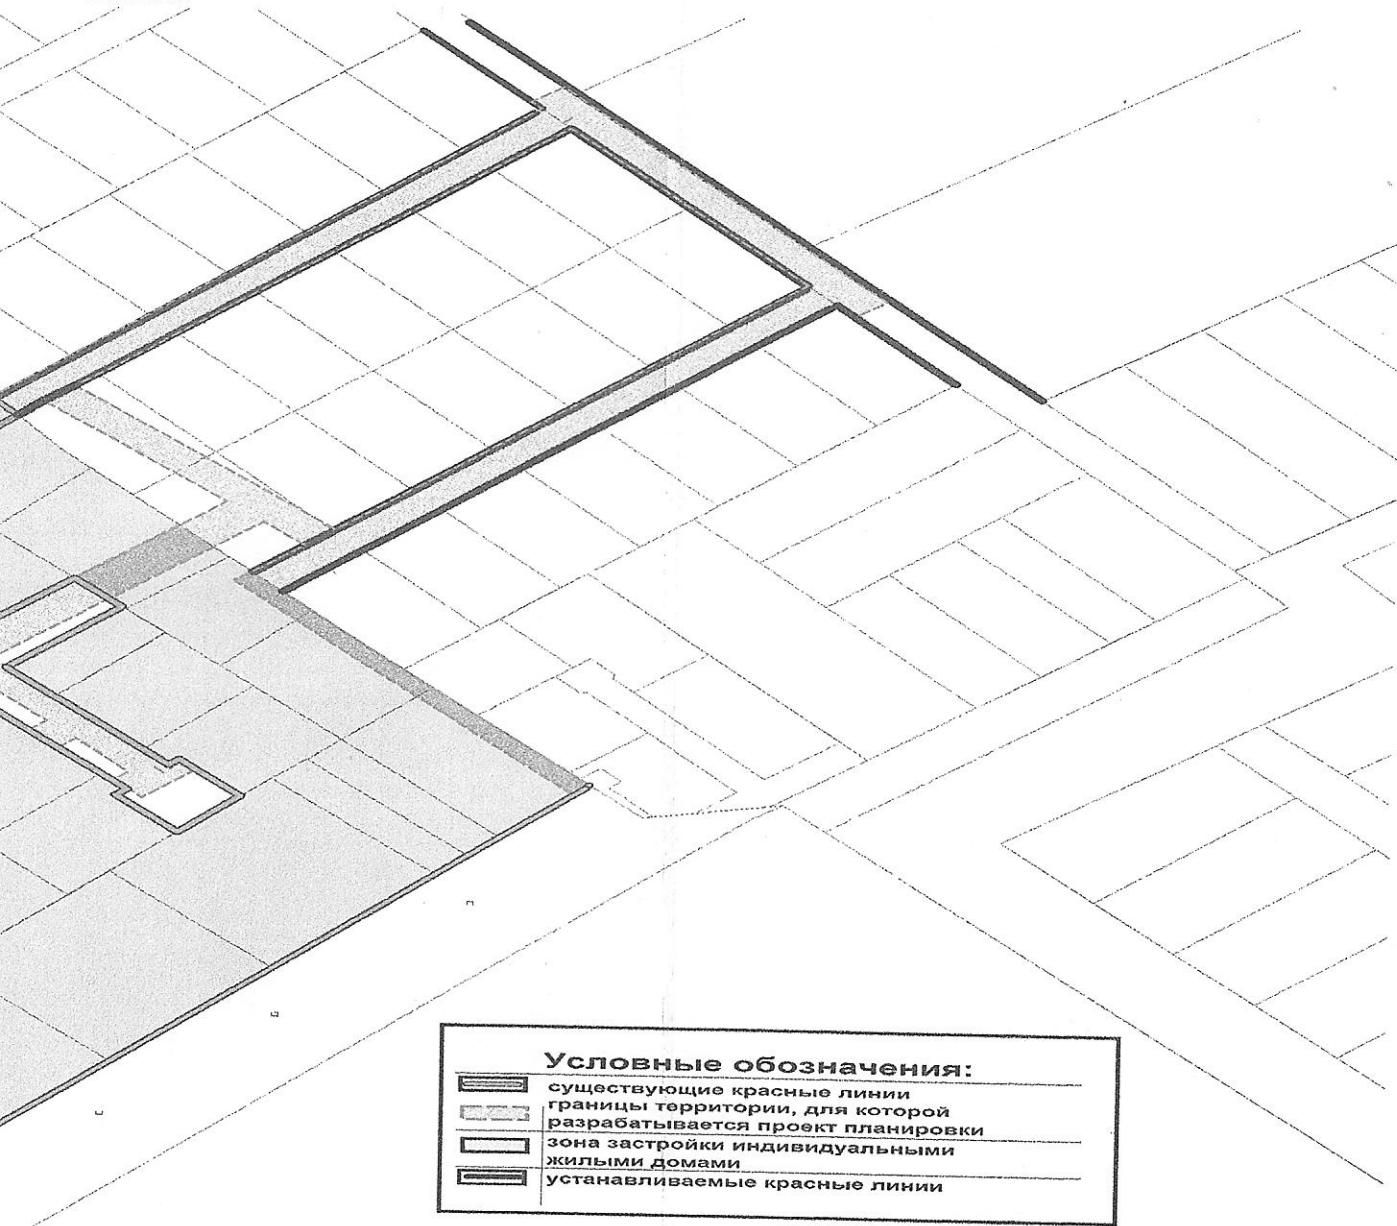 Условные обозначения:
существующие красные линии
границы территории, для которой
разрабатывается проект планировки
зона застройки индивидуальными
жилыми домами
устанавливаемые красные линии